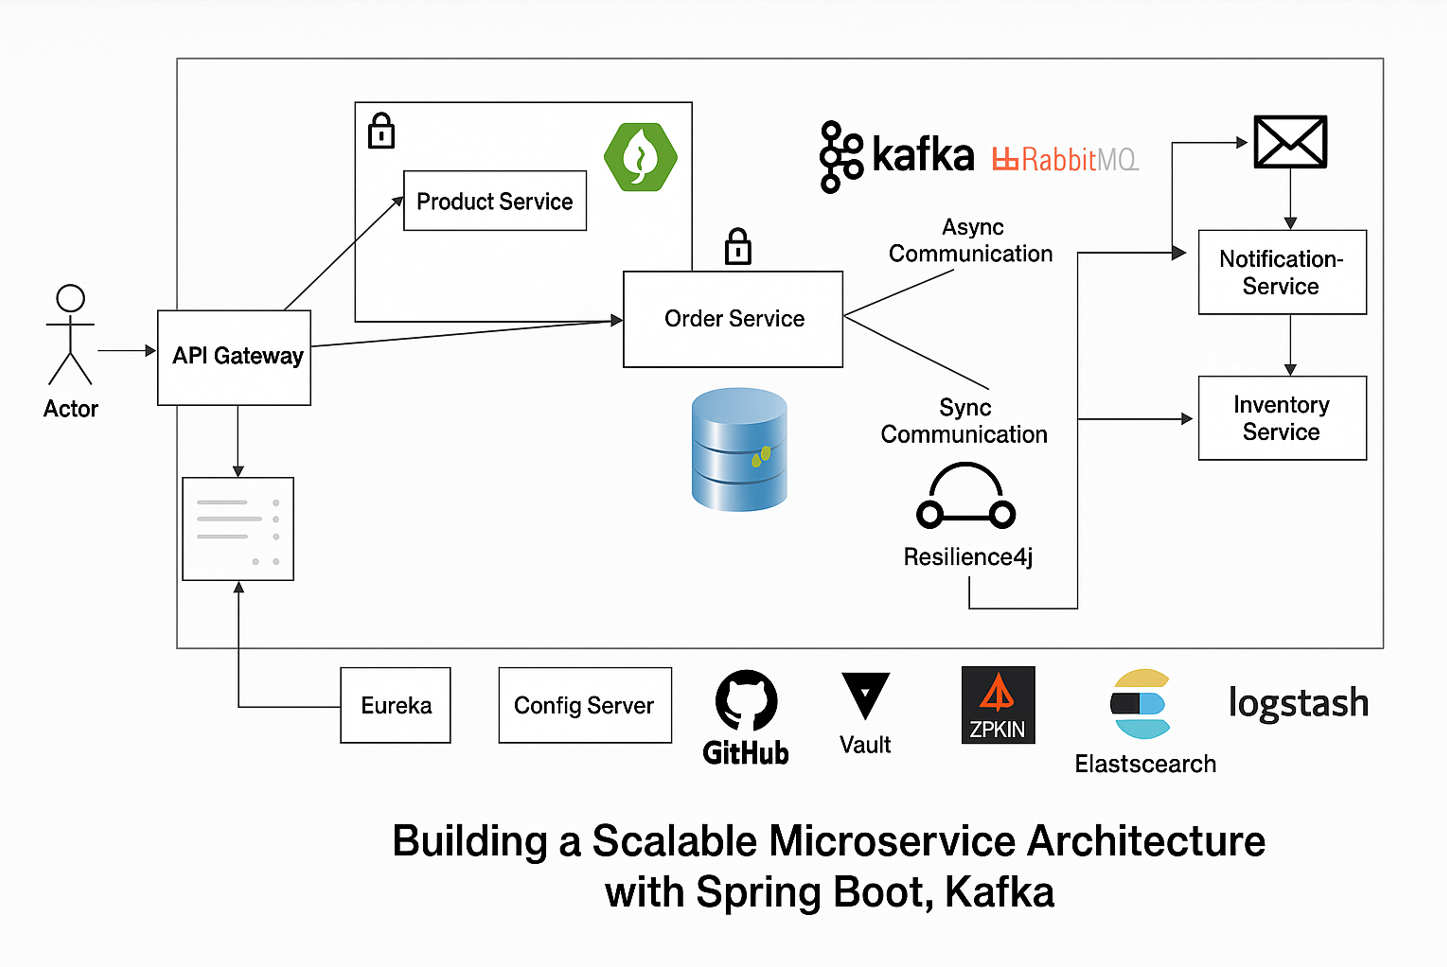 kafka
RabbitMQ
Product Service
Async
Communication
Notification-
Service
Order Service
API Gateway
Actor
Sync
Communication
Inventory
Service
Resilience4j
Eureka
Config Server
GitHub
Vault
ZPKIN
Elastscearch
logstash
Building a Scalable Microservice Architecture
with Spring Boot, Kafka